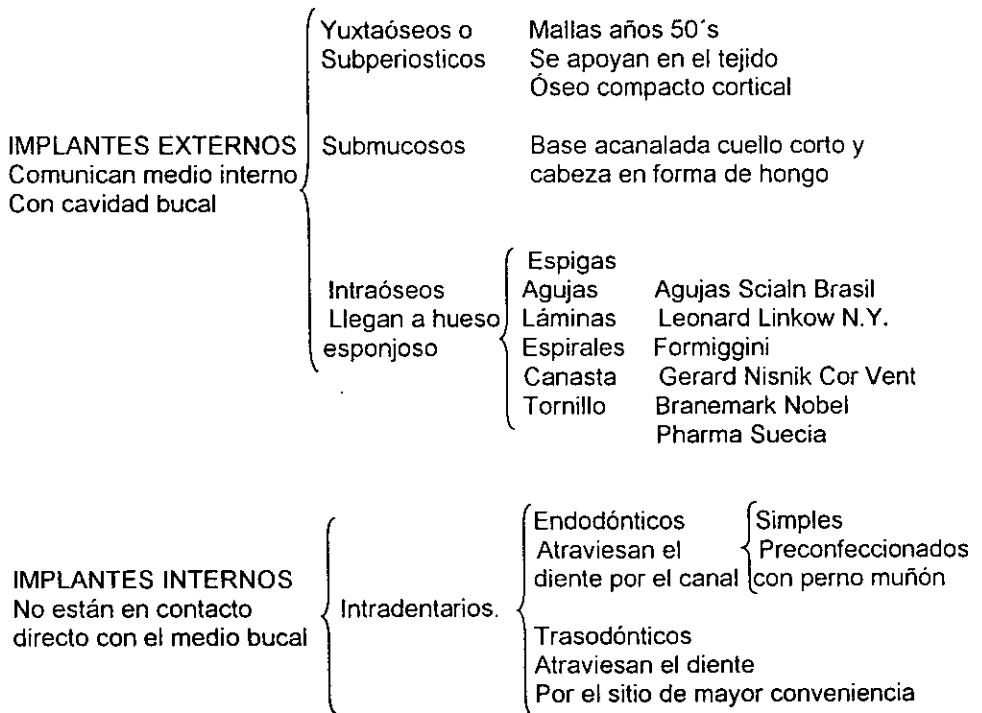 Yuxtaóseos o
Subperiosticos
Mallas años 50´s
Se apoyan en el tejido
Óseo compacto cortical
IMPLANTES EXTERNOS
Comunican medio interno
Con cavidad bucal
Submucosos
Base acanalada cuello corto y
cabeza en forma de hongo
Intraóseos
Llegan a hueso
esponjoso
Espigas
Agujas Agujas Scialn Brasil
Láminas Leonard Linkow N.Y.
Espirales Formiggini
Canasta Gerard Nisnik Cor Vent
Tornillo Branemark Nobel
Pharma Suecia
IMPLANTES INTERNOS
No están en contacto
directo con el medio bucal
Intradentarios.
Endodónticos
Atraviesan el
diente por el canal
Simples
Preconfeccionados
con perno muñón
Trasodónticos
Atraviesan el diente
Por el sitio de mayor conveniencia